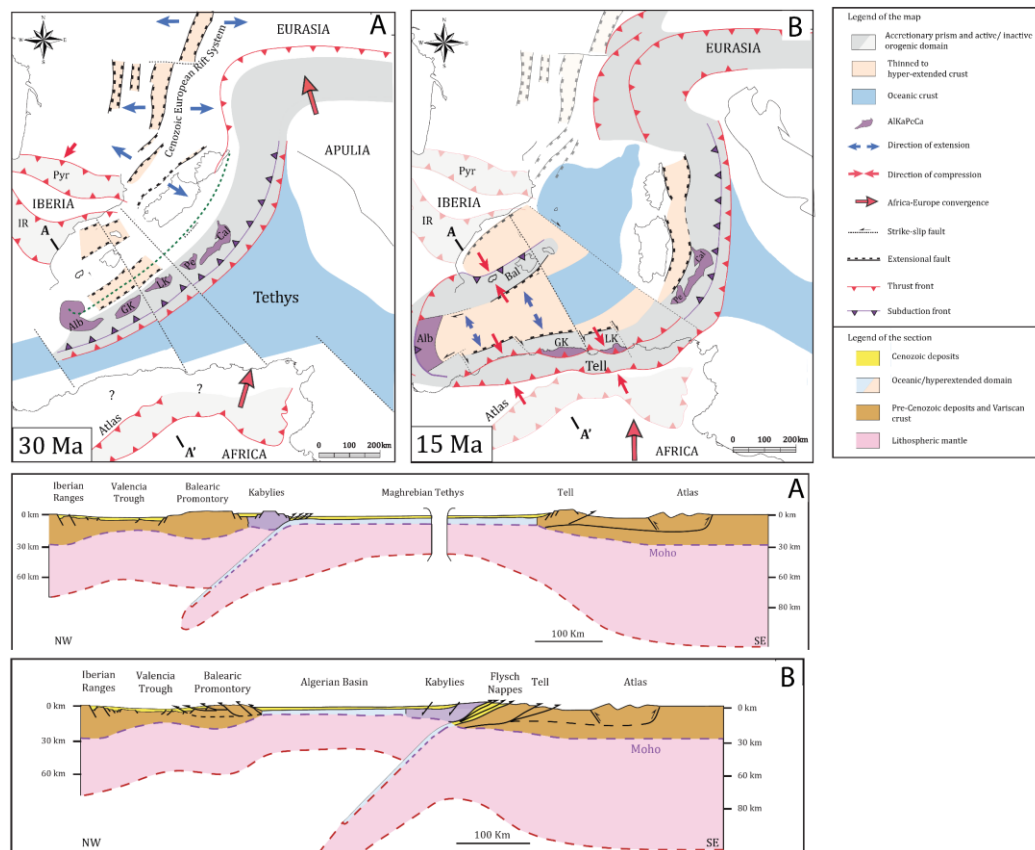 A
EURASIA
Cenozoic European Rift System
APULIA
Pyr
IBERIA
IR
A
Cal
Pe
LK
GK
Alb
Tethys
?
?
Atlas
A'
AFRICA
30 Ma
0 100 200km
B
EURASIA
Pyr
IBERIA
IR
A
Bal
Cal
Pe
Alb
GK
LK
Tell
Atlas
A'
AFRICA
15 Ma
0 100 200km
Legend of the map
Accretionary prism and active/ inactive
orogenic domain
Thinned to
hyper-extended crust
Oceanic crust
AlKaPeCa
Direction of extension
Direction of compression
Africa-Europe convergence
Strike-slip fault
Extensional fault
Thrust front
Subduction front
Legend of the section
Cenozoic deposits
Oceanic/hyperextended domain
Pre-Cenozoic deposits and Variscan
crust
Lithospheric mantle
A
Iberian
Ranges
Valencia
Trough
Balearic
Promontory
Kabylies
Maghrebian Tethys
Tell
Atlas
0 km
30 km
60 km
0 km
40 km
80 km
Moho
100 Km
NW
SE
B
Iberian
Ranges
Valencia
Trough
Balearic
Promontory
Algerian Basin
Kabylies
Flysch
Nappes
Tell
Atlas
0 km
30 km
60 km
0 km
40 km
80 km
Moho
100 Km
NW
SE